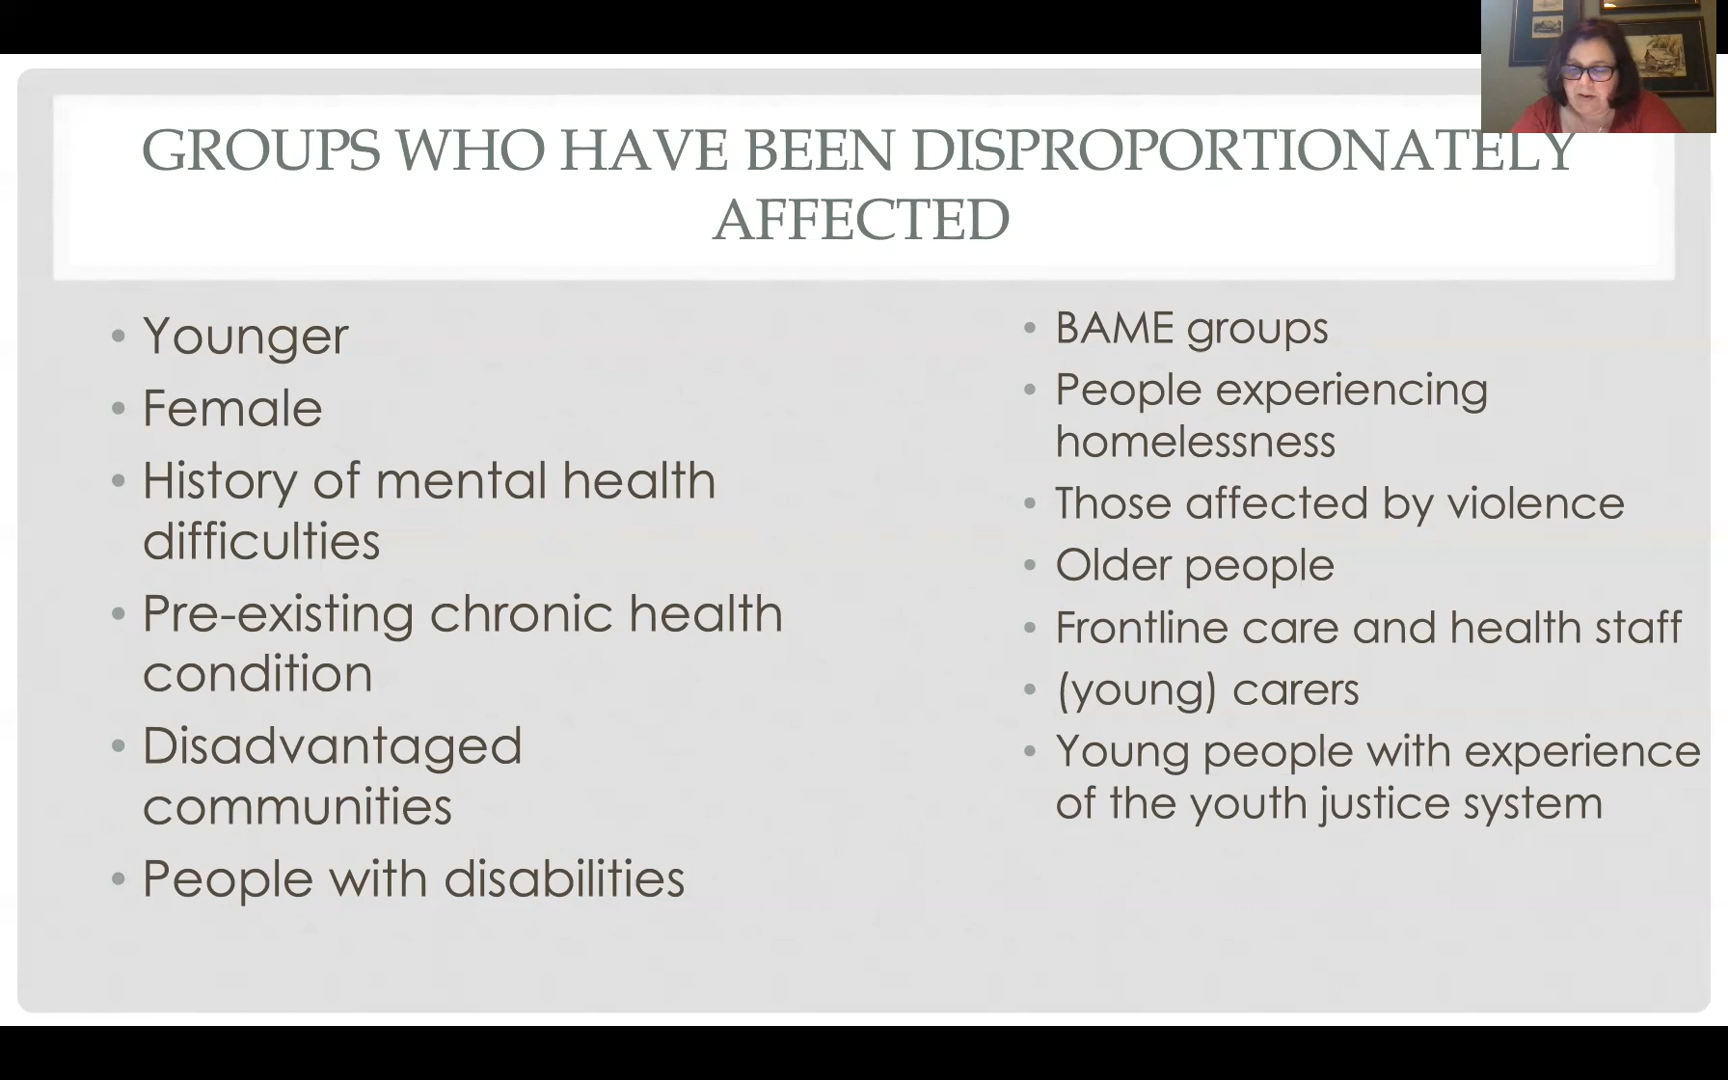 GROUPS WHO HAVE BEEN DISPROPORTIONATELY
AFFECTED
• Younger
• Female
• History of mental health
difficulties
• Pre-existing chronic health
condition
• Disadvantaged
communities
• People with disabilities
• BAME groups
• People experiencing
homelessness
• Those affected by violence
• Older people
• Frontline care and health staff
• (young) carers
• Young people with experience
of the youth justice system